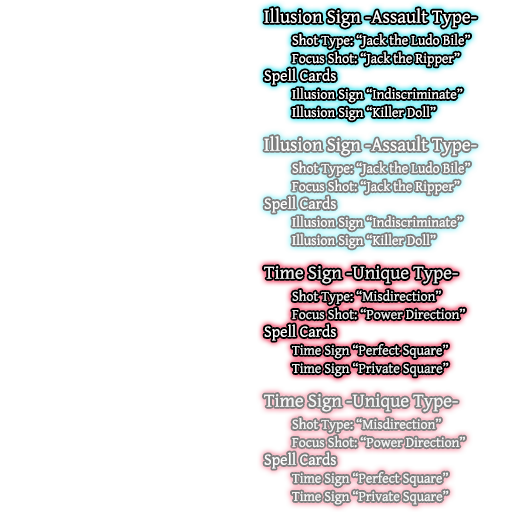 Illusion Sign -Assault Type-
Shot Type: “Jack the Ludo Bile”
Focus Shot: “Jack the Ripper”
Spell Cards
Illusion Sign “Indiscriminate”
Illusion Sign “Killer Doll”
Illusion Sign -Assault Type-
Shot Type: “Jack the Ludo Bile”
Focus Shot: “Jack the Ripper”
Spell Cards
Illusion Sign “Indiscriminate”
Illusion Sign “Killer Doll”
Time Sign -Unique Type-
Shot Type: “Misdirection”
Focus Shot: “Power Direction”
Spell Cards
Time Sign “Perfect Square”
Time Sign “Private Square”
Time Sign -Unique Type-
Shot Type: “Misdirection”
Focus Shot: “Power Direction”
Spell Cards
Time Sign “Perfect Square”
Time Sign “Private Square”